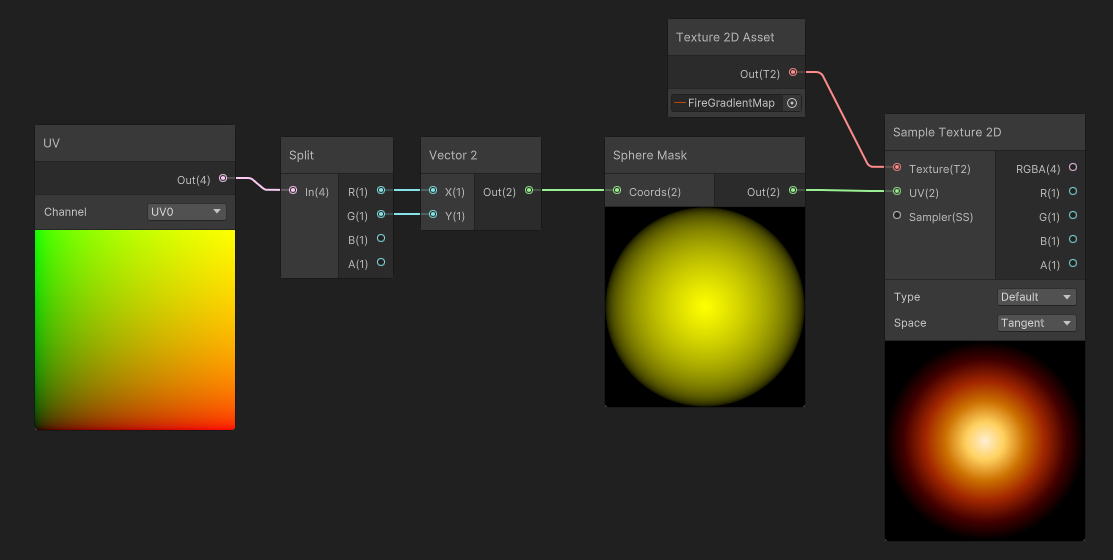 Texture 2D Asset
Out(T2)
FireGradientMap
UV
Out(4)
Channel UV0
Split
In(4) R(1)
G(1)
B(1)
A(1)
Vector 2
X(1) Out(2)
Y(1)
Sphere Mask
Coords(2) Out(2)
Sample Texture 2D
Texture(T2) RGBA(4)
UV(2) R(1)
Sampler(SS) G(1)
B(1)
A(1)
Type Default
Space Tangent